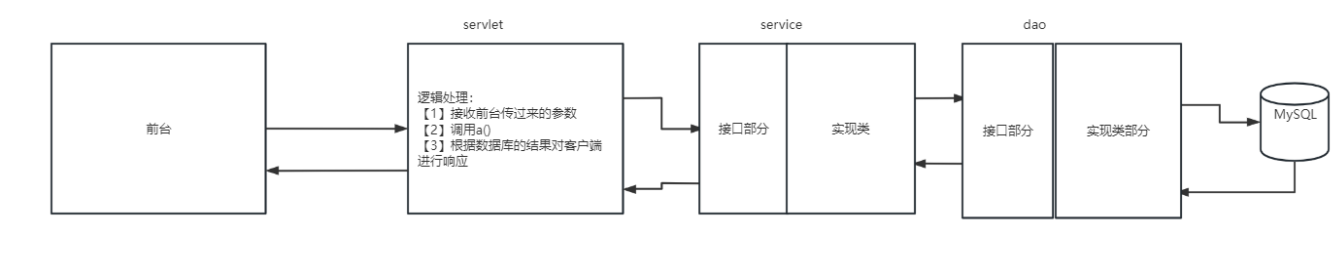 servlet
service
dao
前台
逻辑处理：
【1】接收前台传过来的参数
【2】调用a()
【3】根据数据库的结果对客户端
进行响应
接口部分
实现类
接口部分
实现类部分
MySQL